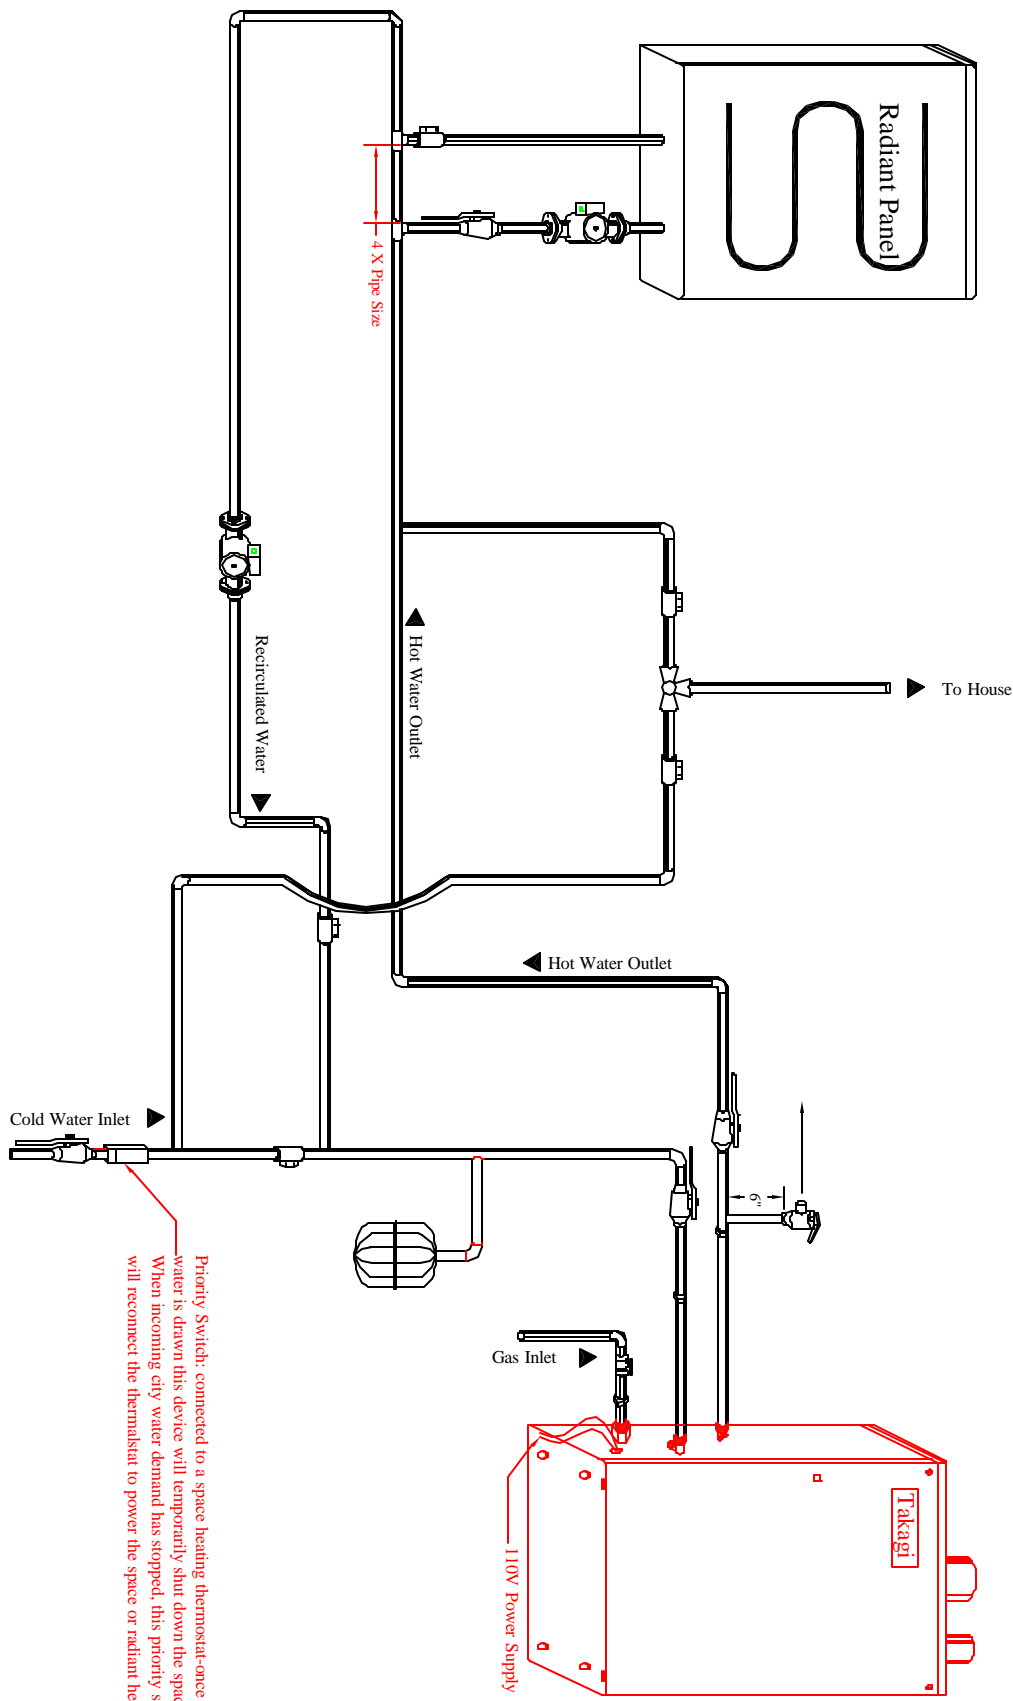 Radiant Panel
4 X Pipe Size
To House
Hot Water Outlet
Recirculated Water
Hot Water Outlet
Cold Water Inlet
6"
Priority Switch: connected to a space heating thermostat-once
water is drawn this device will temporarily shut down the
When incoming city water demand has stopped, this priority
will reconnect the thermalstat to power the space or radiant
Gas Inlet
110V Power Supply
Takagi